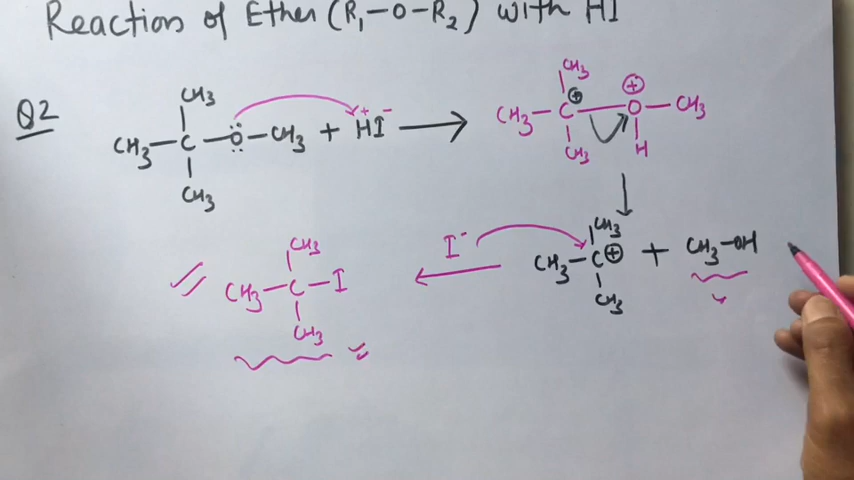 Reaction of Ether (R1-O-R2) with HI
Q2
CH3
CH3-C-Ö-CH3 + H+I- →
CH3
CH3
CH3-C⊕-O⊕-CH3
CH3 H
CH3
CH3-C⊕ + CH3-OH
CH3
I-
CH3
CH3-C-I
CH3